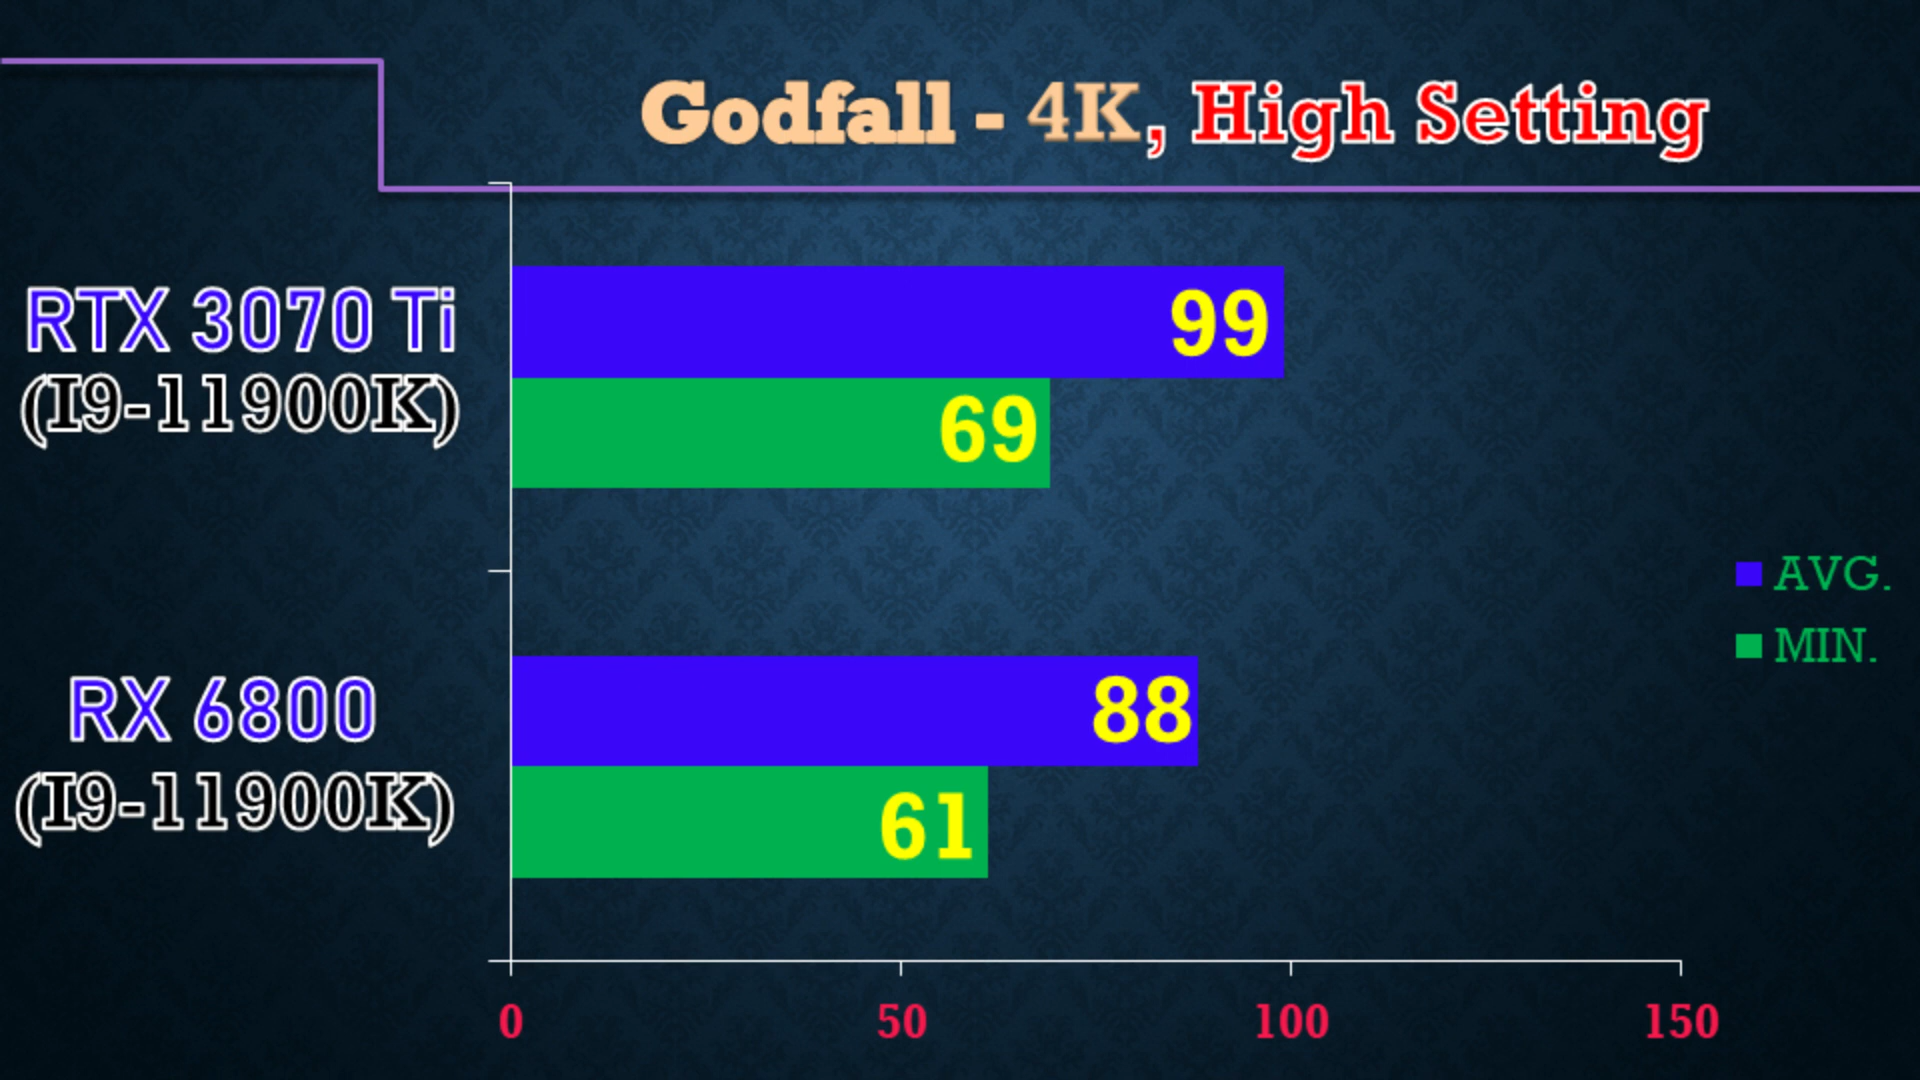 Godfall - 4K, High Setting
RTX 3070 Ti
(I9-11900K)
99
69
RX 6800
(I9-11900K)
88
61
AVG.
MIN.
0 50 100 150